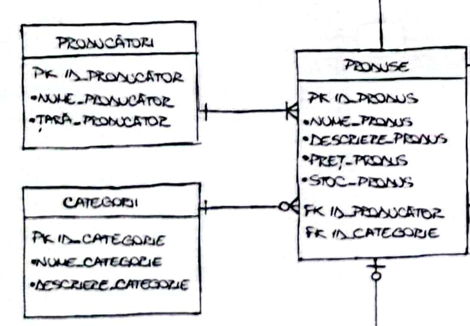 PRODUCĂTORI
PK ID_PRODUCĂTOR
•NUME_PRODUCĂTOR
•ȚARĂ_PRODUCĂTOR
CATEGORII
PK ID_CATEGORIE
•NUME_CATEGORIE
•DESCRIERE_CATEGORIE
PRODUSE
PK ID_PRODUS
•NUME_PRODUS
•DESCRIERE_PRODUS
•PREȚ_PRODUS
•STOC_PRODUS
FK ID_PRODUCĂTOR
FK ID_CATEGORIE